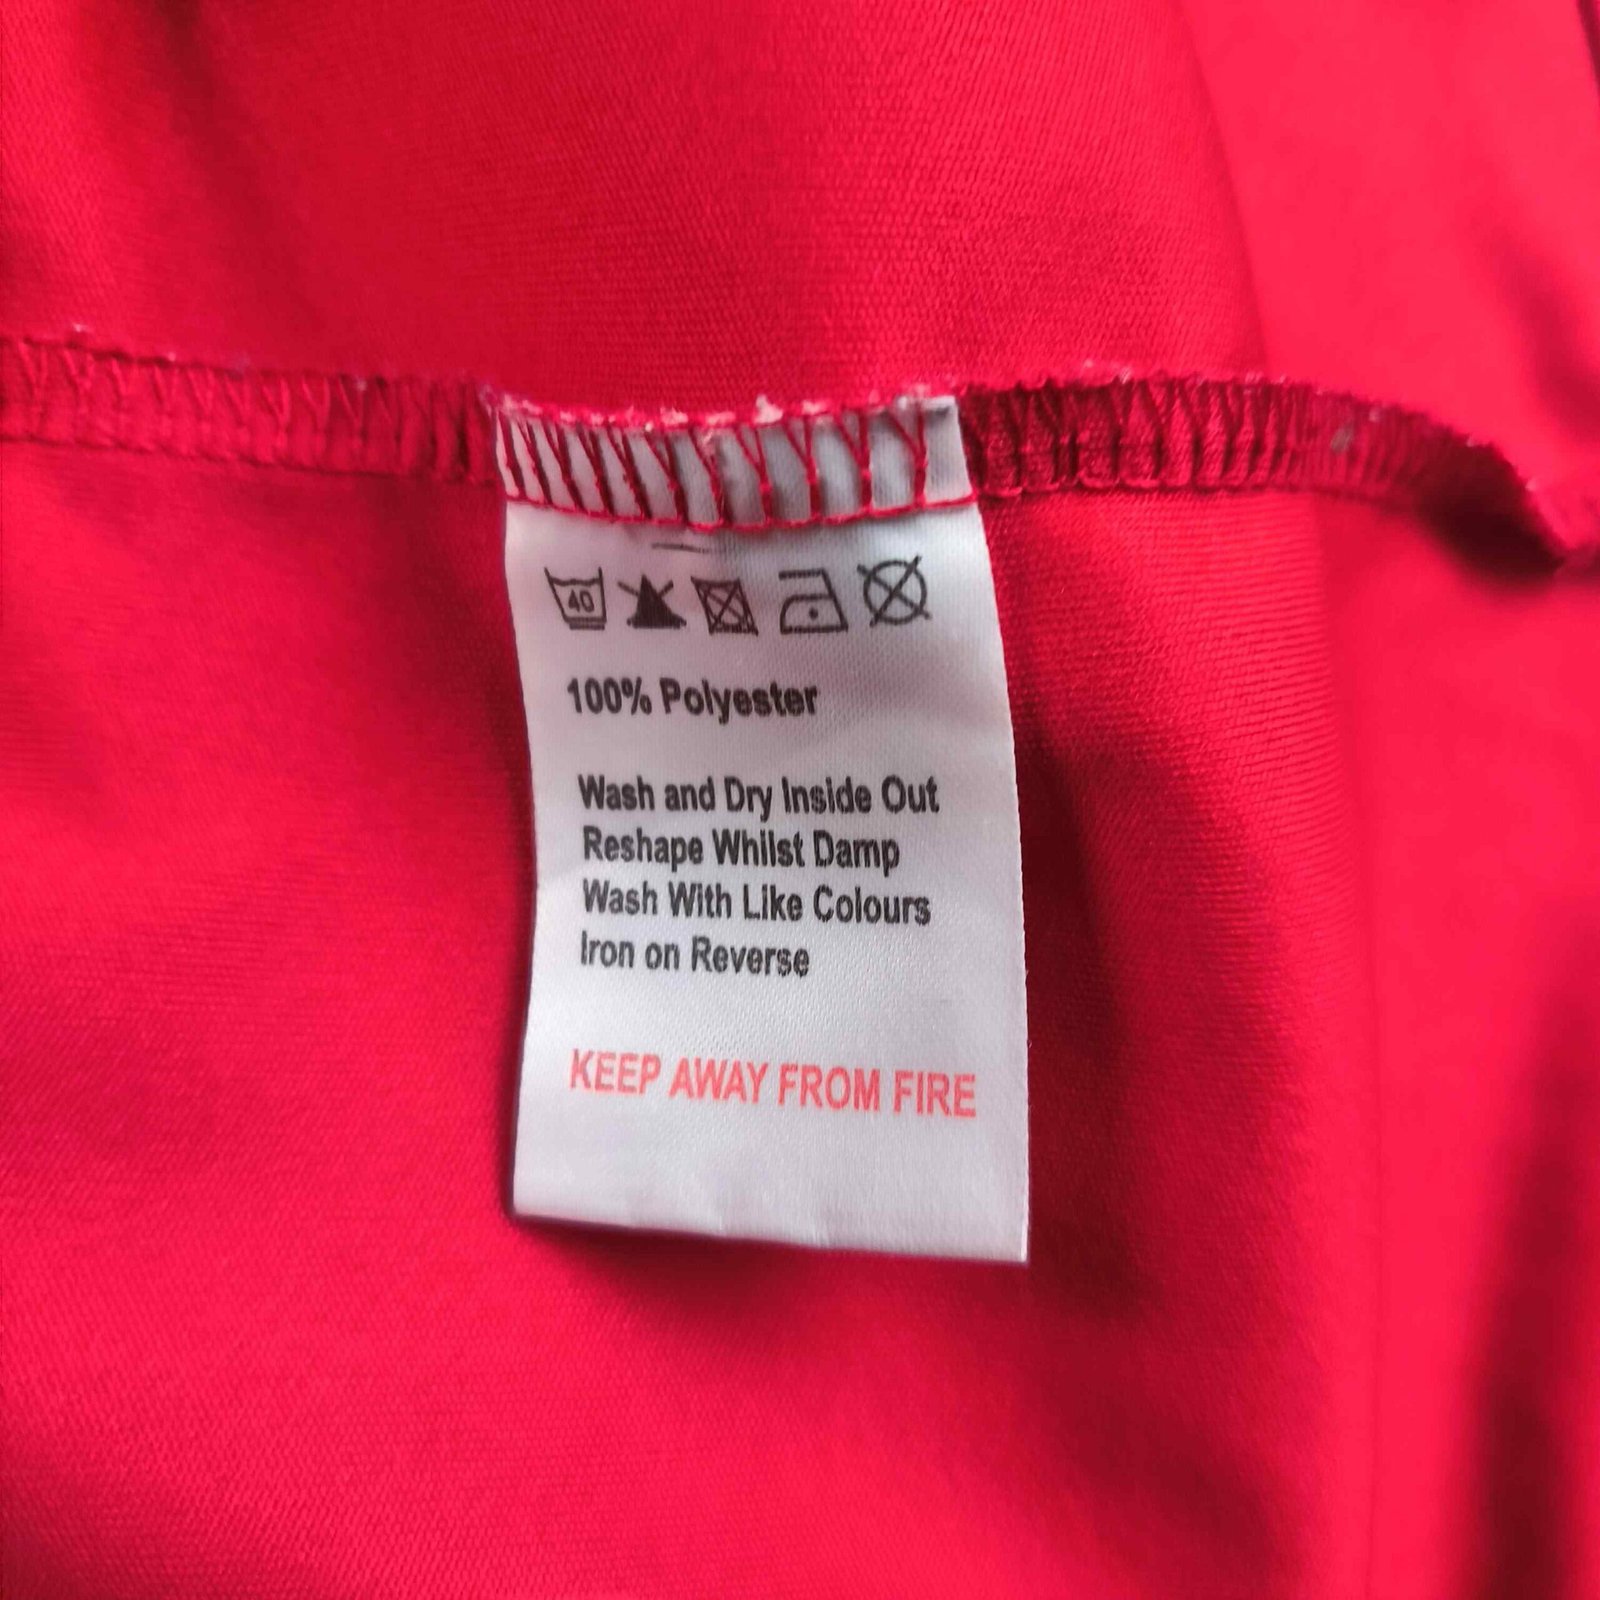 40
100% Polyester
Wash and Dry Inside Out
Reshape Whilst Damp
Wash With Like Colours
Iron on Reverse
KEEP AWAY FROM FIRE